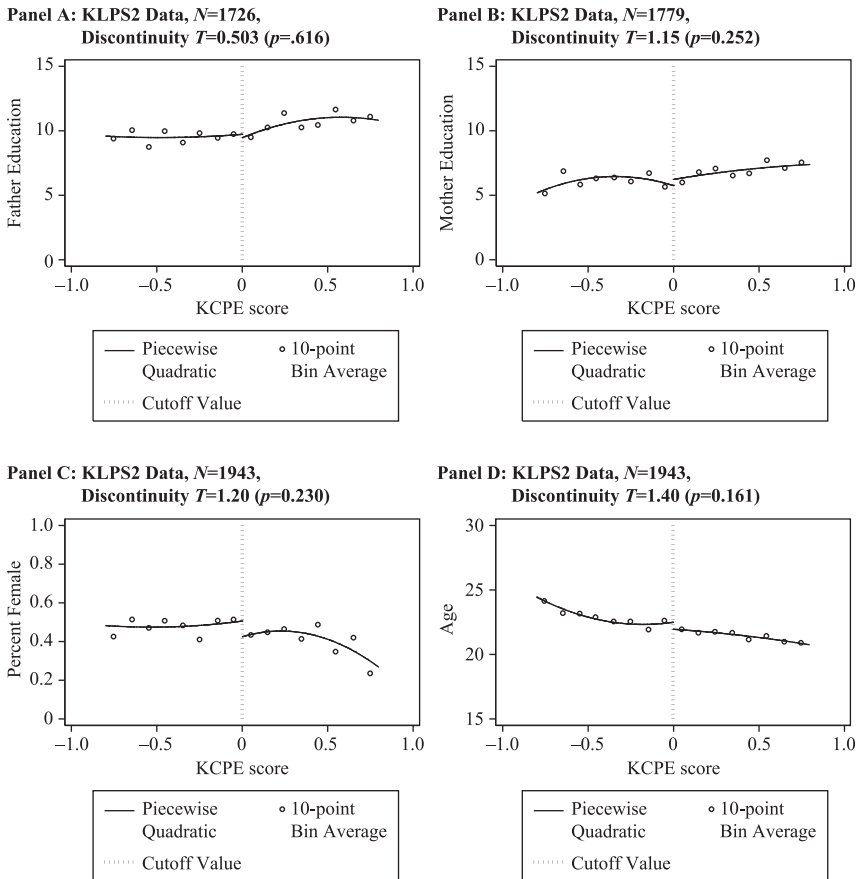 Panel A: KLPS2 Data, N=1726,
Discontinuity T=0.503 (p=.616)
15
10
5
0
Father Education
−1.0 −0.5 0 0.5 1.0
KCPE score
Piecewise Quadratic
10-point Bin Average
Cutoff Value
Panel B: KLPS2 Data, N=1779,
Discontinuity T=1.15 (p=0.252)
15
10
5
0
Mother Education
−1.0 −0.5 0 0.5 1.0
KCPE score
Piecewise Quadratic
10-point Bin Average
Cutoff Value
Panel C: KLPS2 Data, N=1943,
Discontinuity T=1.20 (p=0.230)
1.0
0.8
0.6
0.4
0.2
0
Percent Female
−1.0 −0.5 0 0.5 1.0
KCPE score
Piecewise Quadratic
10-point Bin Average
Cutoff Value
Panel D: KLPS2 Data, N=1943,
Discontinuity T=1.40 (p=0.161)
30
25
20
15
Age
−1.0 −0.5 0 0.5 1.0
KCPE score
Piecewise Quadratic
10-point Bin Average
Cutoff Value